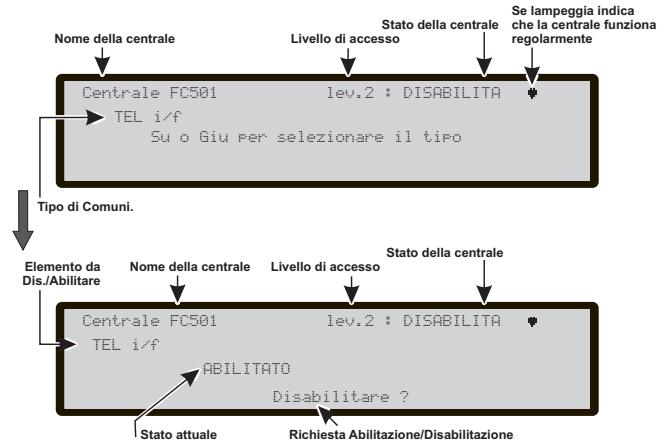 Se lampeggia indica
che la centrale funziona
regolarmente
Stato della centrale
Nome della centrale
Livello di accesso
Centrale FC501 lev.2 : DISABILITA ♥
TEL i/f
Su o Giu per selezionare il tipo
Tipo di Comuni.
Stato della centrale
Elemento da
Dis./Abilitare
Nome della centrale
Livello di accesso
Centrale FC501 lev.2 : DISABILITA ♥
TEL i/f
ABILITATO
Disabilitare ?
Stato attuale
Richiesta Abilitazione/Disabilitazione